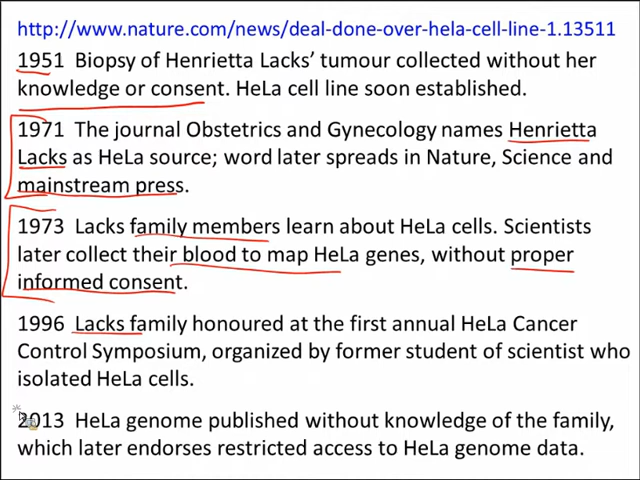 http://www.nature.com/news/deal-done-over-hela-cell-line-1.13511
1951 Biopsy of Henrietta Lacks’ tumour collected without her
knowledge or consent. HeLa cell line soon established.
1971 The journal Obstetrics and Gynecology names Henrietta
Lacks as HeLa source; word later spreads in Nature, Science and
mainstream press.
1973 Lacks family members learn about HeLa cells. Scientists
later collect their blood to map HeLa genes, without proper
informed consent.
1996 Lacks family honoured at the first annual HeLa Cancer
Control Symposium, organized by former student of scientist who
isolated HeLa cells.
2013 HeLa genome published without knowledge of the family,
which later endorses restricted access to HeLa genome data.